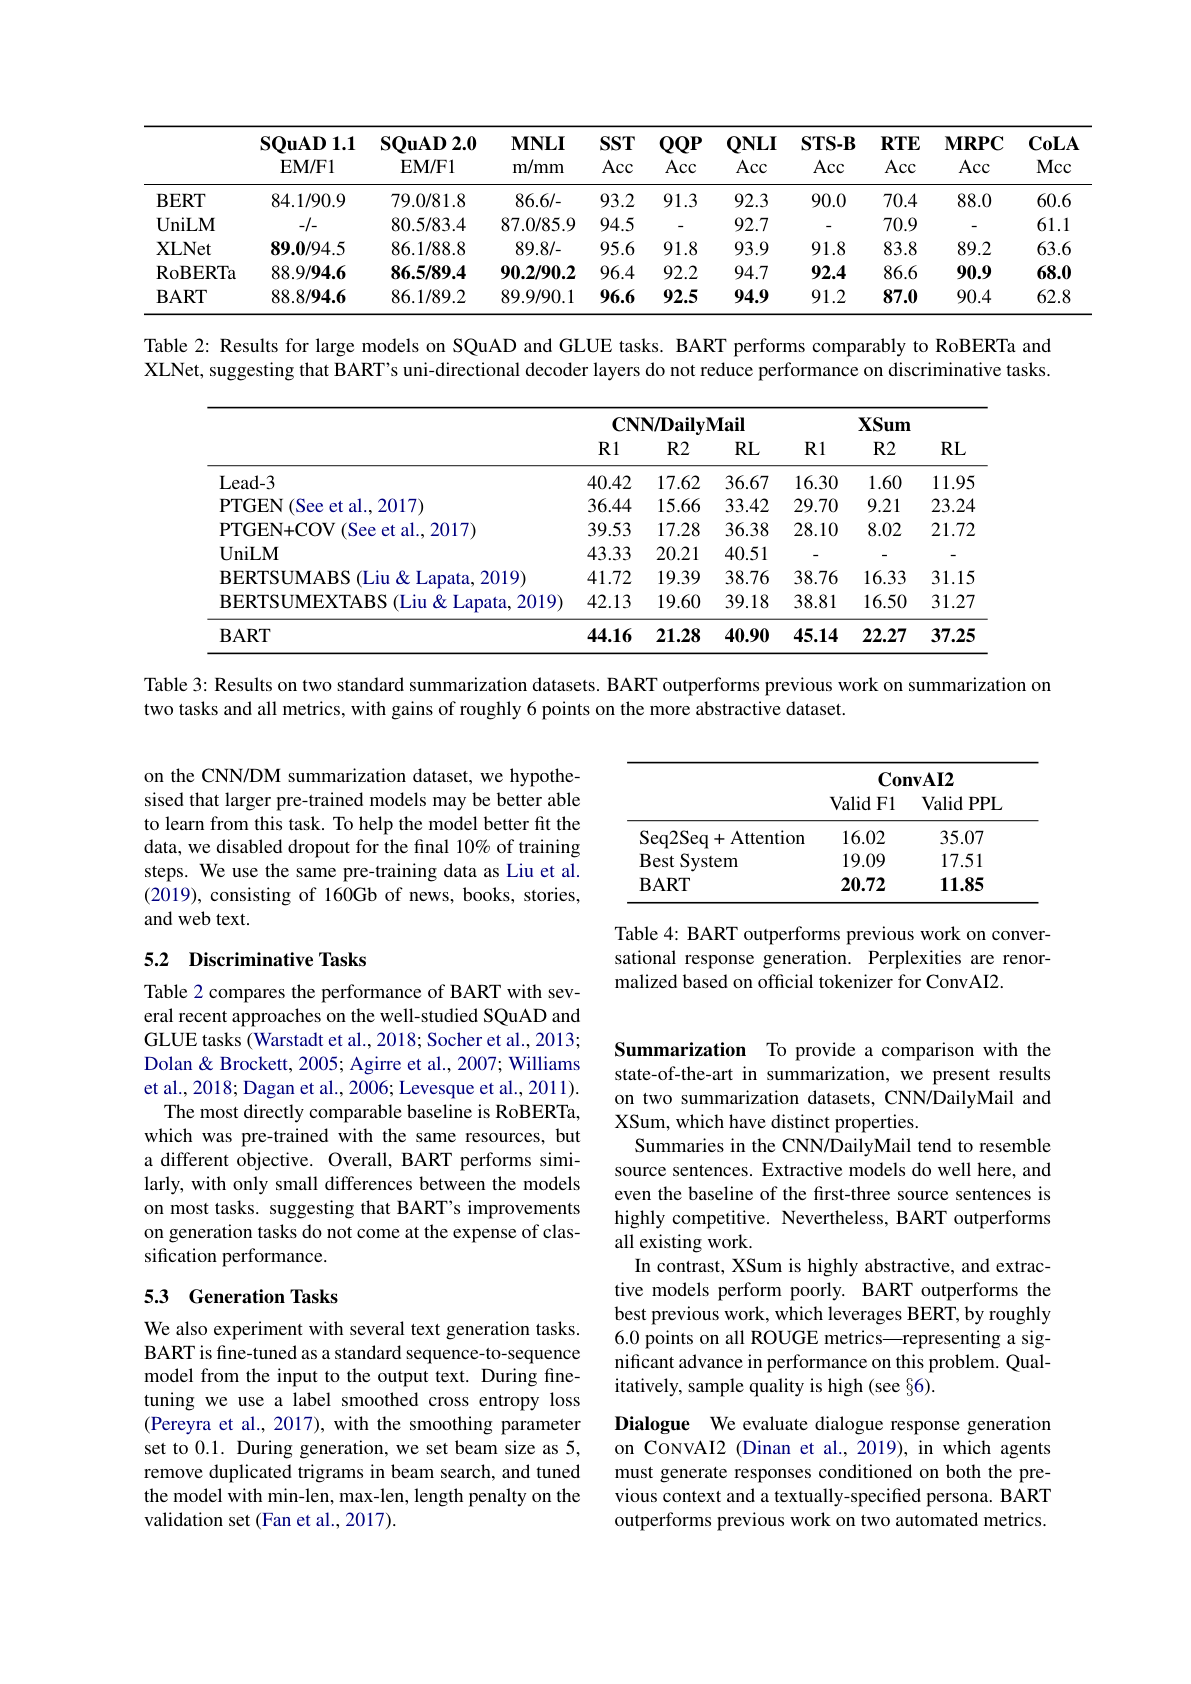 SQuAD 1.1 SQuAD 2.0 MNLI SST QQP QNLI STS-B RTE MRPC CoLA
EM/F1 EM/F1 m/mm Acc Acc Acc Acc Acc Acc Mcc
BERT 84.1/90.9 79.0/81.8 86.6/- 93.2 91.3 92.3 90.0 70.4 88.0 60.6
UniLM -/- 80.5/83.4 87.0/85.9 94.5 - 92.7 - 70.9 - 61.1
XLNet 89.0/94.5 86.1/88.8 89.8/- 95.6 91.8 93.9 91.8 83.8 89.2 63.6
RoBERTa 88.9/94.6 86.5/89.4 90.2/90.2 96.4 92.2 94.7 92.4 86.6 90.9 68.0
BART 88.8/94.6 86.1/89.2 89.9/90.1 96.6 92.5 94.9 91.2 87.0 90.4 62.8
Table 2: Results for large models on SQuAD and GLUE tasks. BART performs comparably to RoBERTa and
XLNet, suggesting that BART's uni-directional decoder layers do not reduce performance on discriminative tasks.
CNN/DailyMail XSum
R1 R2 RL R1 R2 RL
Lead-3 40.42 17.62 36.67 16.30 1.60 11.95
PTGEN (See et al., 2017) 36.44 15.66 33.42 29.70 9.21 23.24
PTGEN+COV (See et al., 2017) 39.53 17.28 36.38 28.10 8.02 21.72
UniLM 43.33 20.21 40.51 - - -
BERTSUMABS (Liu & Lapata, 2019) 41.72 19.39 38.76 38.76 16.33 31.15
BERTSUMEXTABS (Liu & Lapata, 2019) 42.13 19.60 39.18 38.81 16.50 31.27
BART 44.16 21.28 40.90 45.14 22.27 37.25
Table 3: Results on two standard summarization datasets. BART outperforms previous work on summarization on
two tasks and all metrics, with gains of roughly 6 points on the more abstractive dataset.
on the CNN/DM summarization dataset, we hypothe-
sised that larger pre-trained models may be better able
to learn from this task. To help the model better fit the
data, we disabled dropout for the final 10% of training
steps. We use the same pre-training data as Liu et al.
(2019), consisting of 160Gb of news, books, stories,
and web text.
5.2 Discriminative Tasks
Table 2 compares the performance of BART with sev-
eral recent approaches on the well-studied SQuAD and
GLUE tasks (Warstadt et al., 2018; Socher et al., 2013;
Dolan & Brockett, 2005; Agirre et al., 2007; Williams
et al., 2018; Dagan et al., 2006; Levesque et al., 2011).
The most directly comparable baseline is RoBERTa,
which was pre-trained with the same resources, but
a different objective. Overall, BART performs simi-
larly, with only small differences between the models
on most tasks. suggesting that BART's improvements
on generation tasks do not come at the expense of clas-
sification performance.
5.3 Generation Tasks
We also experiment with several text generation tasks.
BART is fine-tuned as a standard sequence-to-sequence
model from the input to the output text. During fine-
tuning we use a label smoothed cross entropy loss
(Pereyra et al., 2017), with the smoothing parameter
set to 0.1. During generation, we set beam size as 5,
remove duplicated trigrams in beam search, and tuned
the model with min-len, max-len, length penalty on the
validation set (Fan et al., 2017).
ConvAI2
Valid F1 Valid PPL
Seq2Seq + Attention 16.02 35.07
Best System 19.09 17.51
BART 20.72 11.85
Table 4: BART outperforms previous work on conver-
sational response generation. Perplexities are renor-
malized based on official tokenizer for ConvAI2.
Summarization To provide a comparison with the
state-of-the-art in summarization, we present results
on two summarization datasets, CNN/DailyMail and
XSum, which have distinct properties.
Summaries in the CNN/DailyMail tend to resemble
source sentences. Extractive models do well here, and
even the baseline of the first-three source sentences is
highly competitive. Nevertheless, BART outperforms
all existing work.
In contrast, XSum is highly abstractive, and extrac-
tive models perform poorly. BART outperforms the
best previous work, which leverages BERT, by roughly
6.0 points on all ROUGE metrics—representing a sig-
nificant advance in performance on this problem. Qual-
itatively, sample quality is high (see §6).
Dialogue We evaluate dialogue response generation
on CONVAI2 (Dinan et al., 2019), in which agents
must generate responses conditioned on both the pre-
vious context and a textually-specified persona. BART
outperforms previous work on two automated metrics.